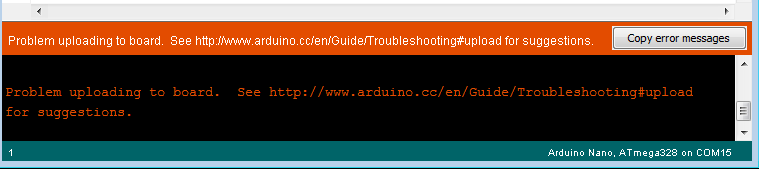 Problem uploading to board.  See http://www.arduino.cc/en/Guide/Troubleshooting#upload for suggestions.
Copy error messages
Problem uploading to board.  See http://www.arduino.cc/en/Guide/Troubleshooting#upload
for suggestions.
1
Arduino Nano, ATmega328 on COM15